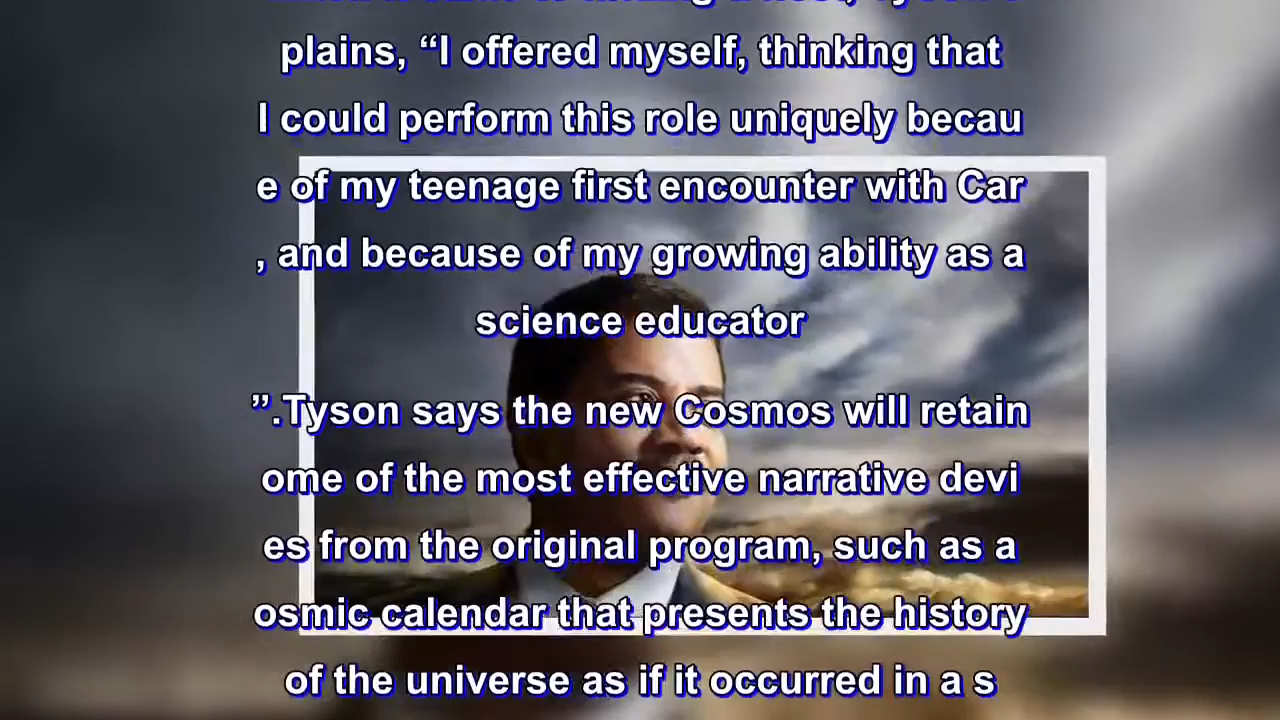 plains, “I offered myself, thinking that
I could perform this role uniquely becau
e of my teenage first encounter with Car
, and because of my growing ability as a
science educator
”.Tyson says the new Cosmos will retain
ome of the most effective narrative devi
es from the original program, such as a
osmic calendar that presents the history
of the universe as if it occurred in a s